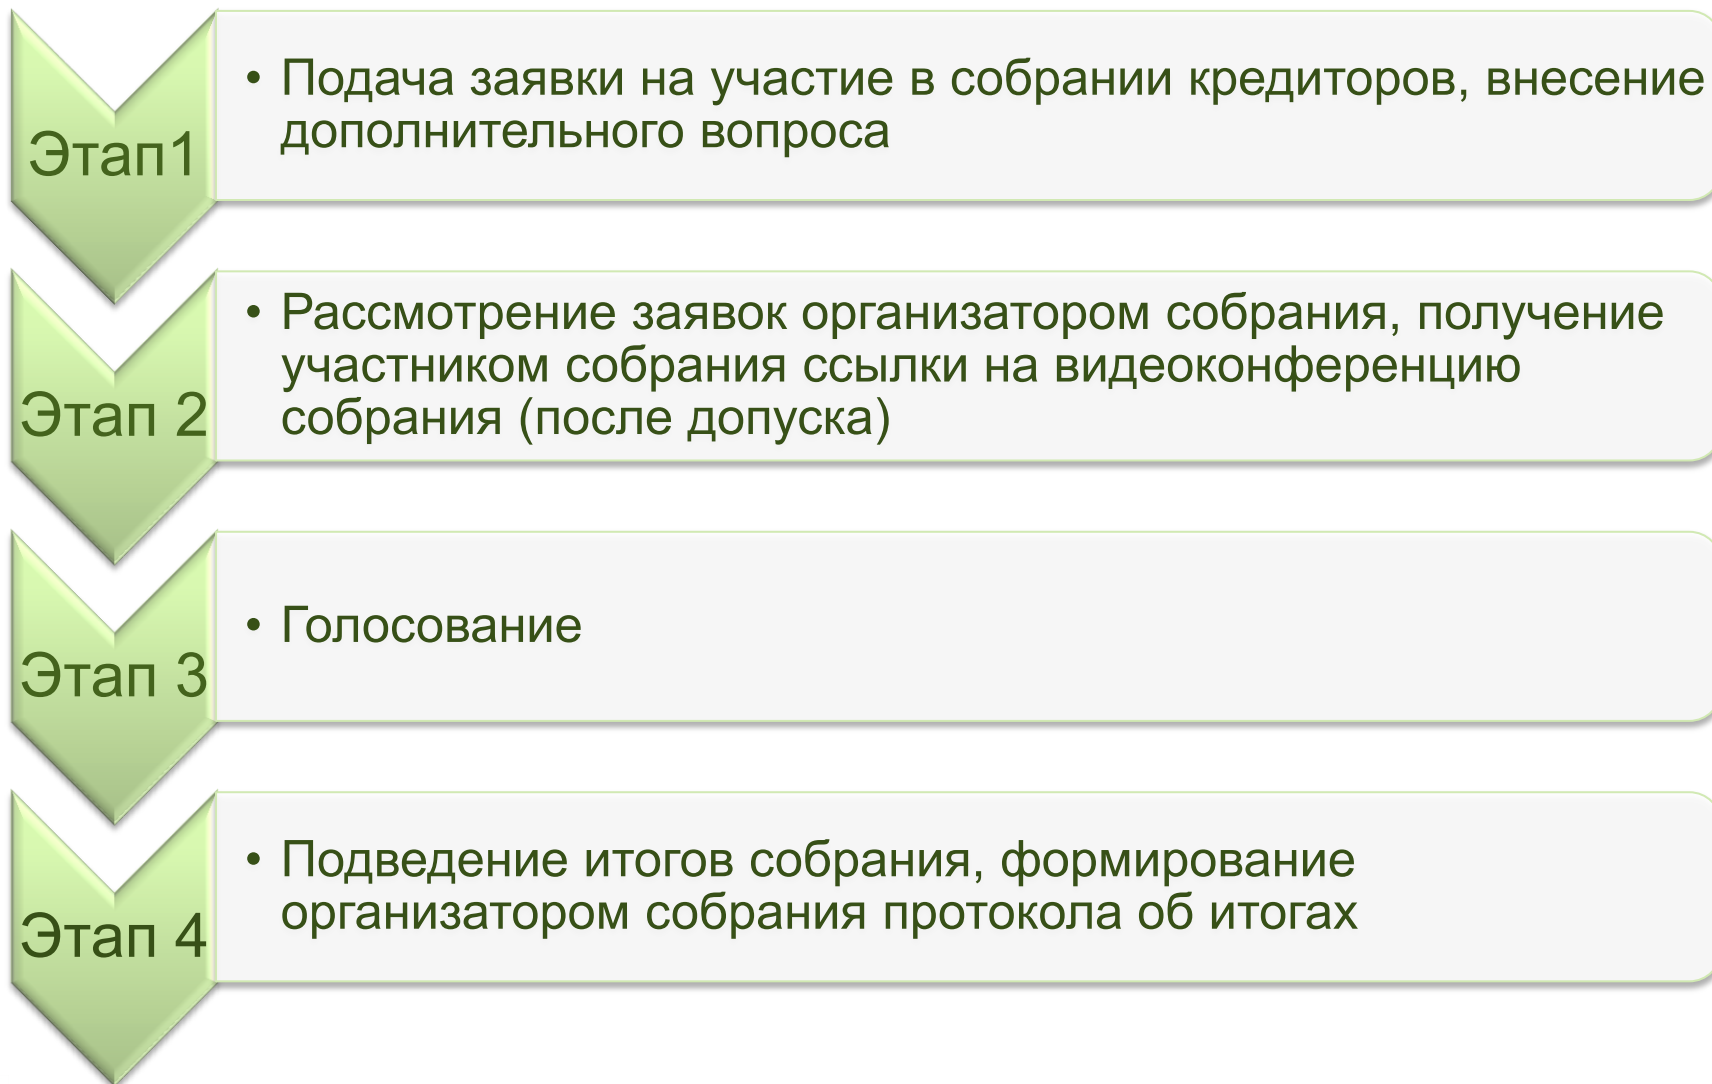 Этап1
• Подача заявки на участие в собрании кредиторов, внесение
дополнительного вопроса
Этап 2
• Рассмотрение заявок организатором собрания, получение
участником собрания ссылки на видеоконференцию
собрания (после допуска)
Этап 3
• Голосование
Этап 4
• Подведение итогов собрания, формирование
организатором собрания протокола об итогах